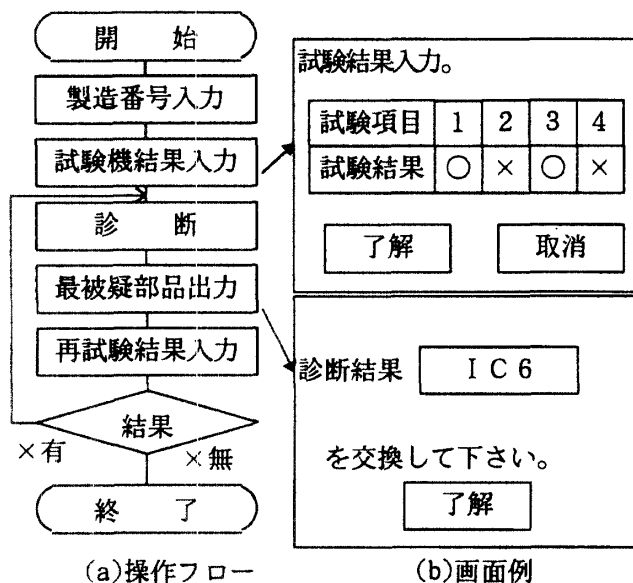 開 始
製造番号入力
試験機結果入力
診 断
最被疑部品出力
再試験結果入力
結果
×有
×無
終 了
(a)操作フロー
試験結果入力。
試験項目 1 2 3 4
試験結果 ○ × ○ ×
了解 取消
診断結果 IC6
を交換して下さい。
了解
(b)画面例